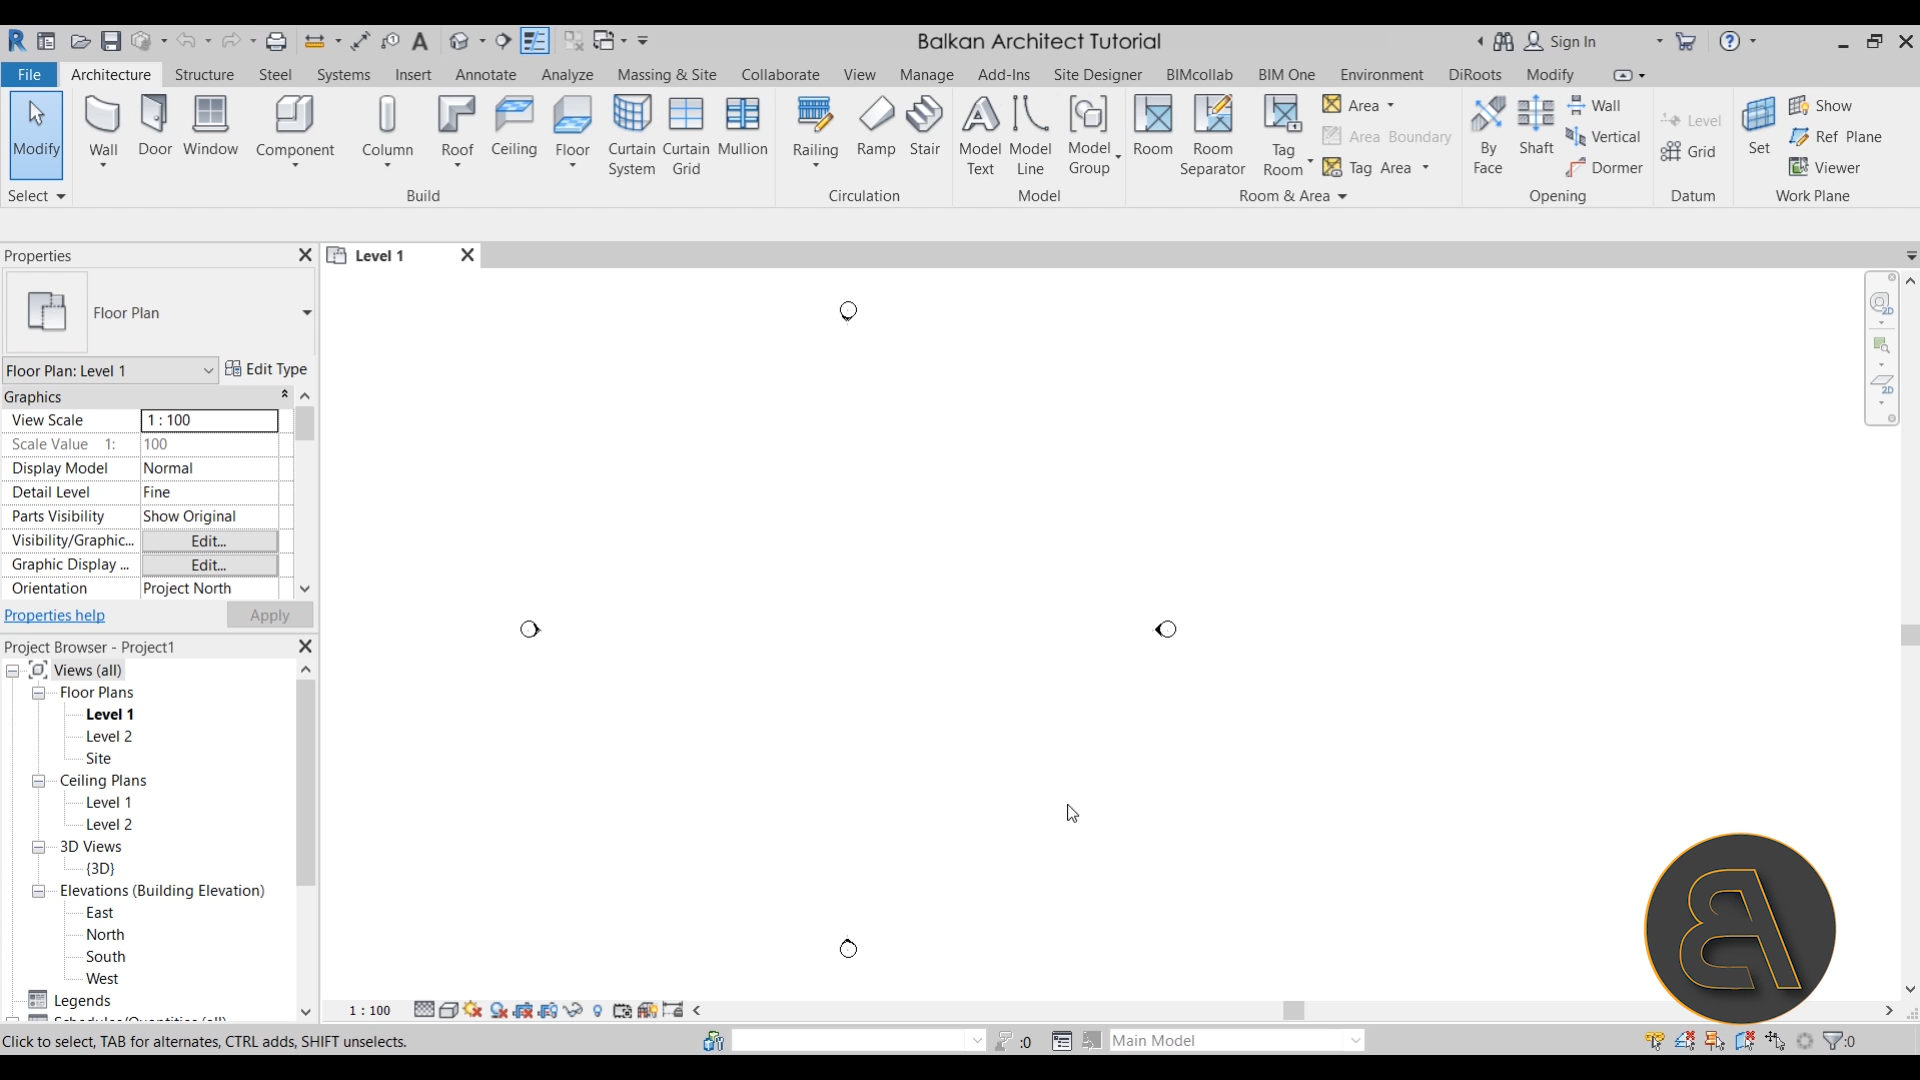 Balkan Architect Tutorial
Sign In
File Architecture Structure Steel Systems Insert Annotate Analyze Massing & Site Collaborate View Manage Add-Ins Site Designer BIMcollab BIM One Environment DiRoots Modify
Modify Wall Door Window Component Column Roof Ceiling Floor Curtain System Curtain Grid Mullion Railing Ramp Stair Model Text Model Line Model Group Room Room Separator Tag Room Area Area Boundary Tag Area By Face Shaft Wall Vertical Dormer Level Grid Set Show Ref Plane Viewer
Select Build Circulation Model Room & Area Opening Datum Work Plane
Properties
Level 1
Floor Plan
Floor Plan: Level 1 Edit Type
Graphics
View Scale 1 : 100
Scale Value 1: 100
Display Model Normal
Detail Level Fine
Parts Visibility Show Original
Visibility/Graphic... Edit...
Graphic Display ... Edit...
Orientation Project North
Properties help Apply
Project Browser - Project1
Views (all)
Floor Plans
Level 1
Level 2
Site
Ceiling Plans
Level 1
Level 2
3D Views
{3D}
Elevations (Building Elevation)
East
North
South
West
Legends
1 : 100
Click to select, TAB for alternates, CTRL adds, SHIFT unselects.
:0
Main Model
:0